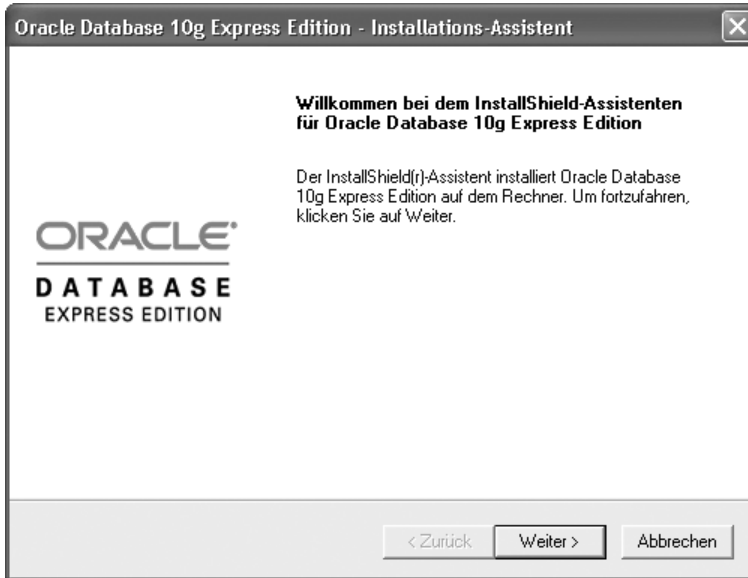 Oracle Database 10g Express Edition - Installations-Assistent
Willkommen bei dem InstallShield-Assistenten
für Oracle Database 10g Express Edition
Der InstallShield(r)-Assistent installiert Oracle Database
10g Express Edition auf dem Rechner. Um fortzufahren,
klicken Sie auf Weiter.
ORACLE
DATABASE
EXPRESS EDITION
< Zurück
Weiter >
Abbrechen